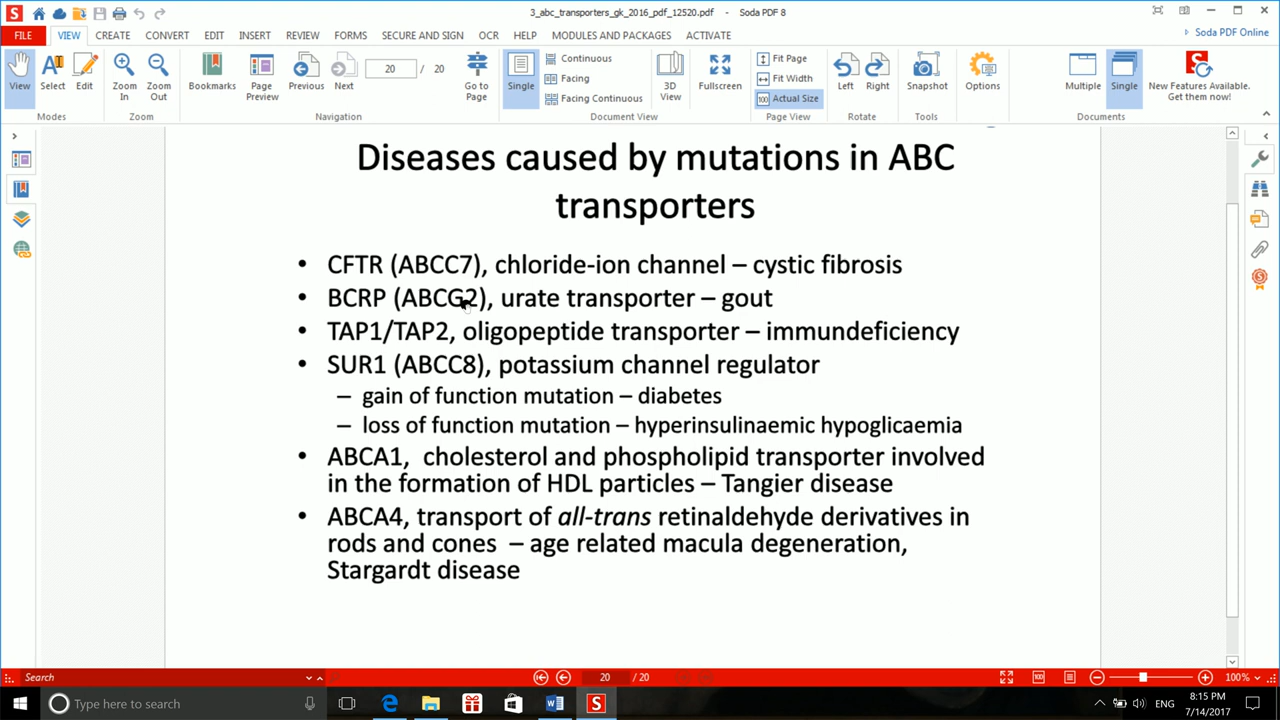 3_abc_transporters_gk_2016_pdf_12520.pdf - Soda PDF 8
FILE VIEW CREATE CONVERT EDIT INSERT REVIEW FORMS SECURE AND SIGN OCR HELP MODULES AND PACKAGES ACTIVATE Soda PDF Online
View Select Edit Zoom In Zoom Out Bookmarks Page Preview Previous Next 20 / 20 Go to Page Single Continuous Facing Facing Continuous 3D View Fullscreen Fit Page Fit Width Actual Size Left Right Snapshot Options Multiple Single New Features Available. Get them now!
Modes Zoom Navigation Document View Page View Rotate Tools Documents
Diseases caused by mutations in ABC
transporters
• CFTR (ABCC7), chloride-ion channel – cystic fibrosis
• BCRP (ABCG2), urate transporter – gout
• TAP1/TAP2, oligopeptide transporter – immundeficiency
• SUR1 (ABCC8), potassium channel regulator
– gain of function mutation – diabetes
– loss of function mutation – hyperinsulinaemic hypoglicaemia
• ABCA1, cholesterol and phospholipid transporter involved
in the formation of HDL particles – Tangier disease
• ABCA4, transport of all-trans retinaldehyde derivatives in
rods and cones – age related macula degeneration,
Stargardt disease
Search 20 / 20 100%
Type here to search ENG 8:15 PM
7/14/2017